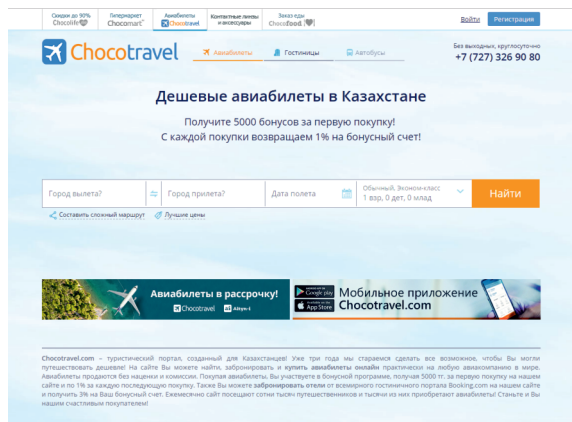 Скидки до 90% Гипермаркет Авиабилеты Контактные линзы Заказ еды
Chocolife Chocomart Chocotravel и аксессуары Chocofood Войти Регистрация
Chocotravel Авиабилеты Гостиницы Автобусы
Без выходных, круглосуточно
+7 (727) 326 90 80
Дешевые авиабилеты в Казахстане
Получите 5000 бонусов за первую покупку!
С каждой покупки возвращаем 1% на бонусный счет!
Город вылета? Город прилета? Дата полета
Обычный, Эконом-класс
1 взр, 0 дет, 0 млад
Найти
Составить сложный маршрут Лучшие цены
Авиабилеты в рассрочку!
Chocotravel Altyn-i
Google play
App Store
Мобильное приложение
Chocotravel.com
Chocotravel.com – туристический портал, созданный для Казахстанцев! Уже три года мы стараемся сделать все возможное, чтобы Вы могли
путешествовать дешевле! На сайте Вы можете найти, забронировать и купить авиабилеты онлайн практически на любую авиакомпанию в мире.
Авиабилеты продаются без наценки и комиссии. Покупая авиабилеты, Вы участвуете в бонусной программе, получая 5000 тг. за первую покупку на нашем
сайте и по 1% за каждую последующую покупку. Также Вы можете забронировать отели от всемирного гостиничного портала Booking.com на нашем сайте
и получить 3% на Ваш бонусный счет. Ежемесячно сайт посещают сотни тысяч путешественников и тысячи из них приобретают авиабилеты! Станьте и Вы
нашим счастливым покупателем!